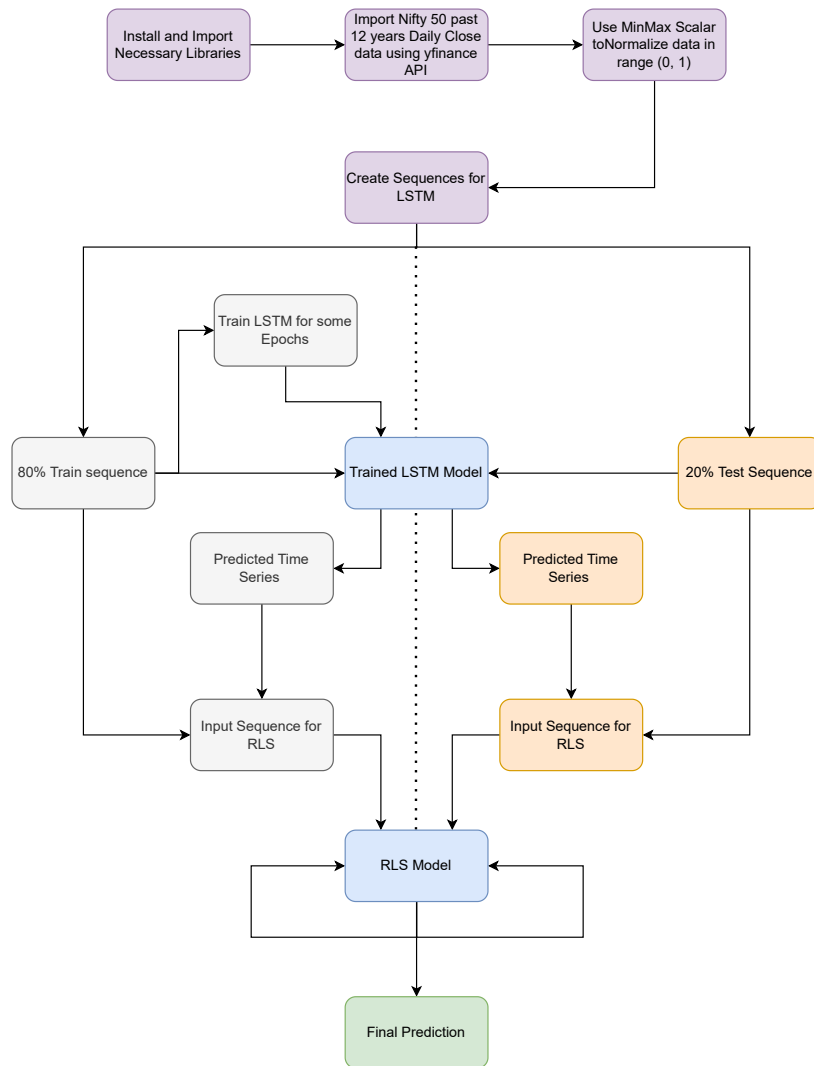 Install and Import
Necessary Libraries
Import Nifty 50 past
12 years Daily Close
data using yfinance
API
Use MinMax Scalar
toNormalize data in
range (0, 1)
Create Sequences for
LSTM
Train LSTM for some
Epochs
80% Train sequence
Trained LSTM Model
20% Test Sequence
Predicted Time
Series
Predicted Time
Series
Input Sequence for
RLS
Input Sequence for
RLS
RLS Model
Final Prediction